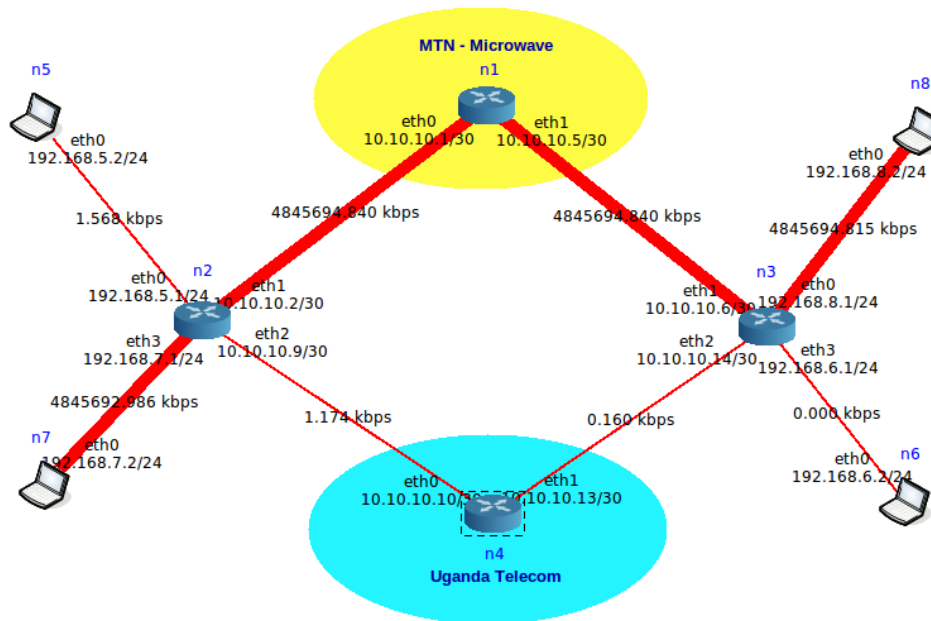 MTN - Microwave
n1
n5
n8
eth0
10.10.10.1/30
eth1
10.10.10.5/30
eth0
192.168.5.2/24
eth0
192.168.8.2/24
1.568 kbps
4845694.840 kbps
4845694.840 kbps
4845694.815 kbps
n2
n3
eth0
192.168.5.1/24
eth1
10.10.10.2/30
eth1
10.10.10.6/30
eth0
192.168.8.1/24
eth3
192.168.7.1/24
eth2
10.10.10.9/30
eth2
10.10.10.14/30
eth3
192.168.6.1/24
4845692.986 kbps
1.174 kbps
0.160 kbps
0.000 kbps
n7
eth0
192.168.7.2/24
n6
eth0
192.168.6.2/24
eth0
10.10.10.10/30
eth1
10.10.10.13/30
n4
Uganda Telecom